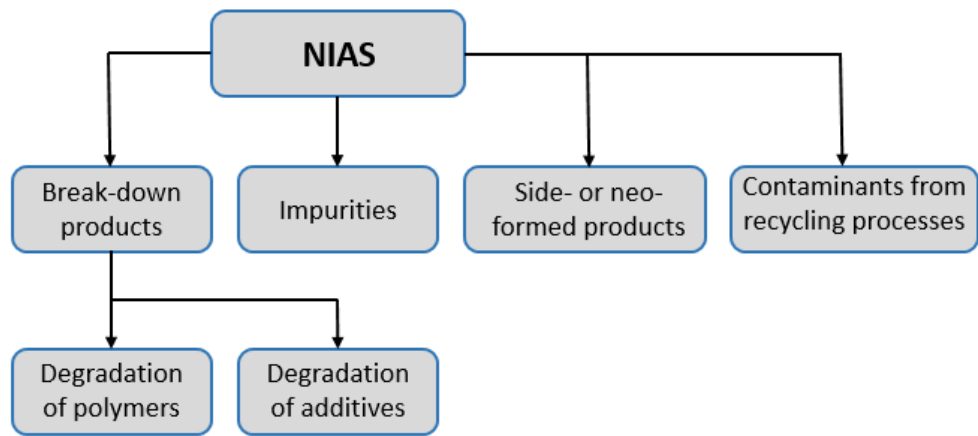 NIAS
Break-down
products
Impurities
Side- or neo-
formed products
Contaminants from
recycling processes
Degradation
of polymers
Degradation
of additives